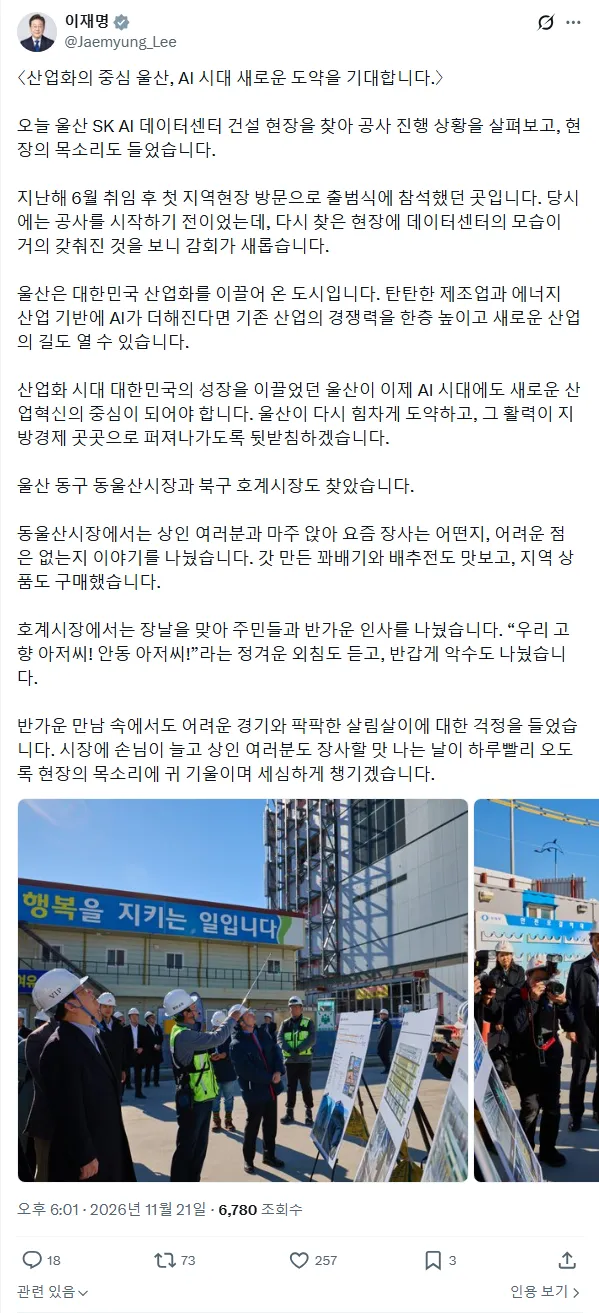 이재명
@Jaemyung_Lee
〈산업화의 중심 울산, AI 시대 새로운 도약을 기대합니다.〉
오늘 울산 SK AI 데이터센터 건설 현장을 찾아 공사 진행 상황을 살펴보고, 현
장의 목소리도 들었습니다.
지난해 6월 취임 후 첫 지역현장 방문으로 출범식에 참석했던 곳입니다. 당시
에는 공사를 시작하기 전이었는데, 다시 찾은 현장에 데이터센터의 모습이
거의 갖춰진 것을 보니 감회가 새롭습니다.
울산은 대한민국 산업화를 이끌어 온 도시입니다. 탄탄한 제조업과 에너지
산업 기반에 AI가 더해진다면 기존 산업의 경쟁력을 한층 높이고 새로운 산업
의 길도 열 수 있습니다.
산업화 시대 대한민국의 성장을 이끌었던 울산이 이제 AI 시대에도 새로운 산
업혁신의 중심이 되어야 합니다. 울산이 다시 힘차게 도약하고, 그 활력이 지
방경제 곳곳으로 퍼져나가도록 뒷받침하겠습니다.
울산 동구 동울산시장과 북구 호계시장도 찾았습니다.
동울산시장에서는 상인 여러분과 마주 앉아 요즘 장사는 어떤지, 어려운 점
은 없는지 이야기를 나눴습니다. 갓 만든 꽈배기와 배추전도 맛보고, 지역 상
품도 구매했습니다.
호계시장에서는 장날을 맞아 주민들과 반가운 인사를 나눴습니다. “우리 고
향 아저씨! 안동 아저씨!”라는 정겨운 외침도 듣고, 반갑게 악수도 나눴습니
다.
반가운 만남 속에서도 어려운 경기와 팍팍한 살림살이에 대한 걱정을 들었습
니다. 시장에 손님이 늘고 상인 여러분도 장사할 맛 나는 날이 하루빨리 오도
록 현장의 목소리에 귀 기울이며 세심하게 챙기겠습니다.
행복을 지키는 일입니다
VIP
오후 6:01 · 2026년 11월 21일 · 6,780 조회수
18 73 257 3
관련 있음 인용 보기